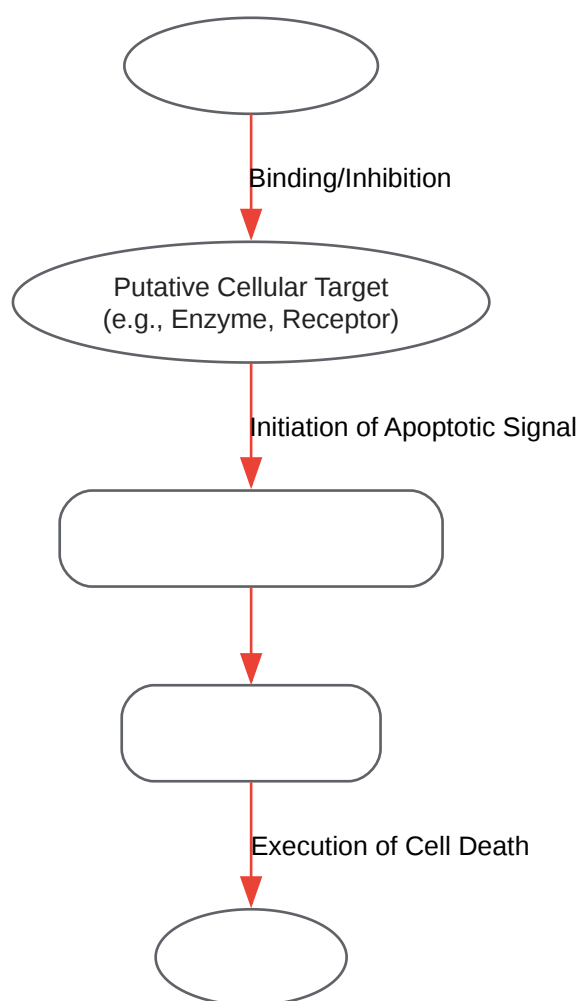 Binding/Inhibition
Putative Cellular Target
(e.g., Enzyme, Receptor)
Initiation of Apoptotic Signal
Execution of Cell Death